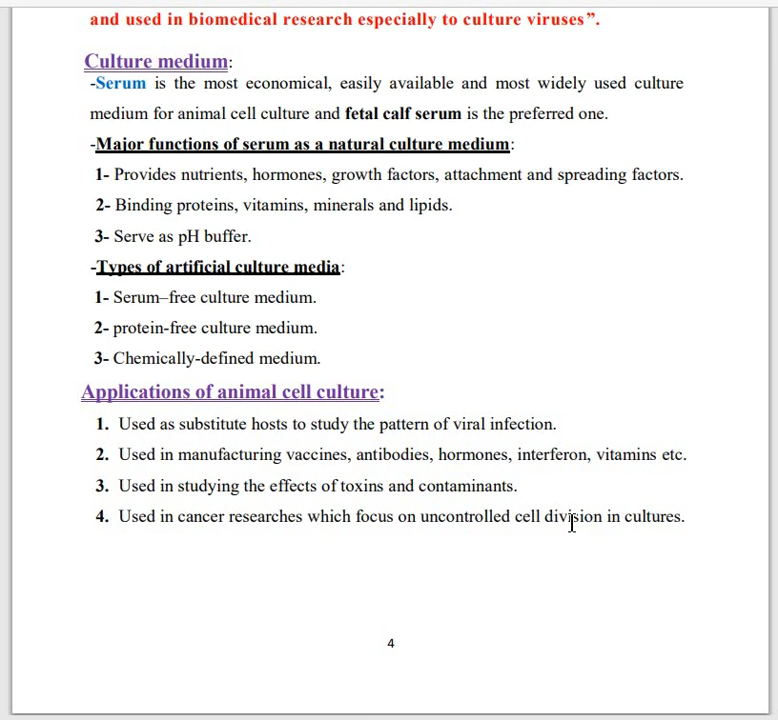 and used in biomedical research especially to culture viruses”.
Culture medium:
-Serum is the most economical, easily available and most widely used culture
medium for animal cell culture and fetal calf serum is the preferred one.
-Major functions of serum as a natural culture medium:
1- Provides nutrients, hormones, growth factors, attachment and spreading factors.
2- Binding proteins, vitamins, minerals and lipids.
3- Serve as pH buffer.
-Types of artificial culture media:
1- Serum–free culture medium.
2- protein-free culture medium.
3- Chemically-defined medium.
Applications of animal cell culture:
1. Used as substitute hosts to study the pattern of viral infection.
2. Used in manufacturing vaccines, antibodies, hormones, interferon, vitamins etc.
3. Used in studying the effects of toxins and contaminants.
4. Used in cancer researches which focus on uncontrolled cell division in cultures.
4